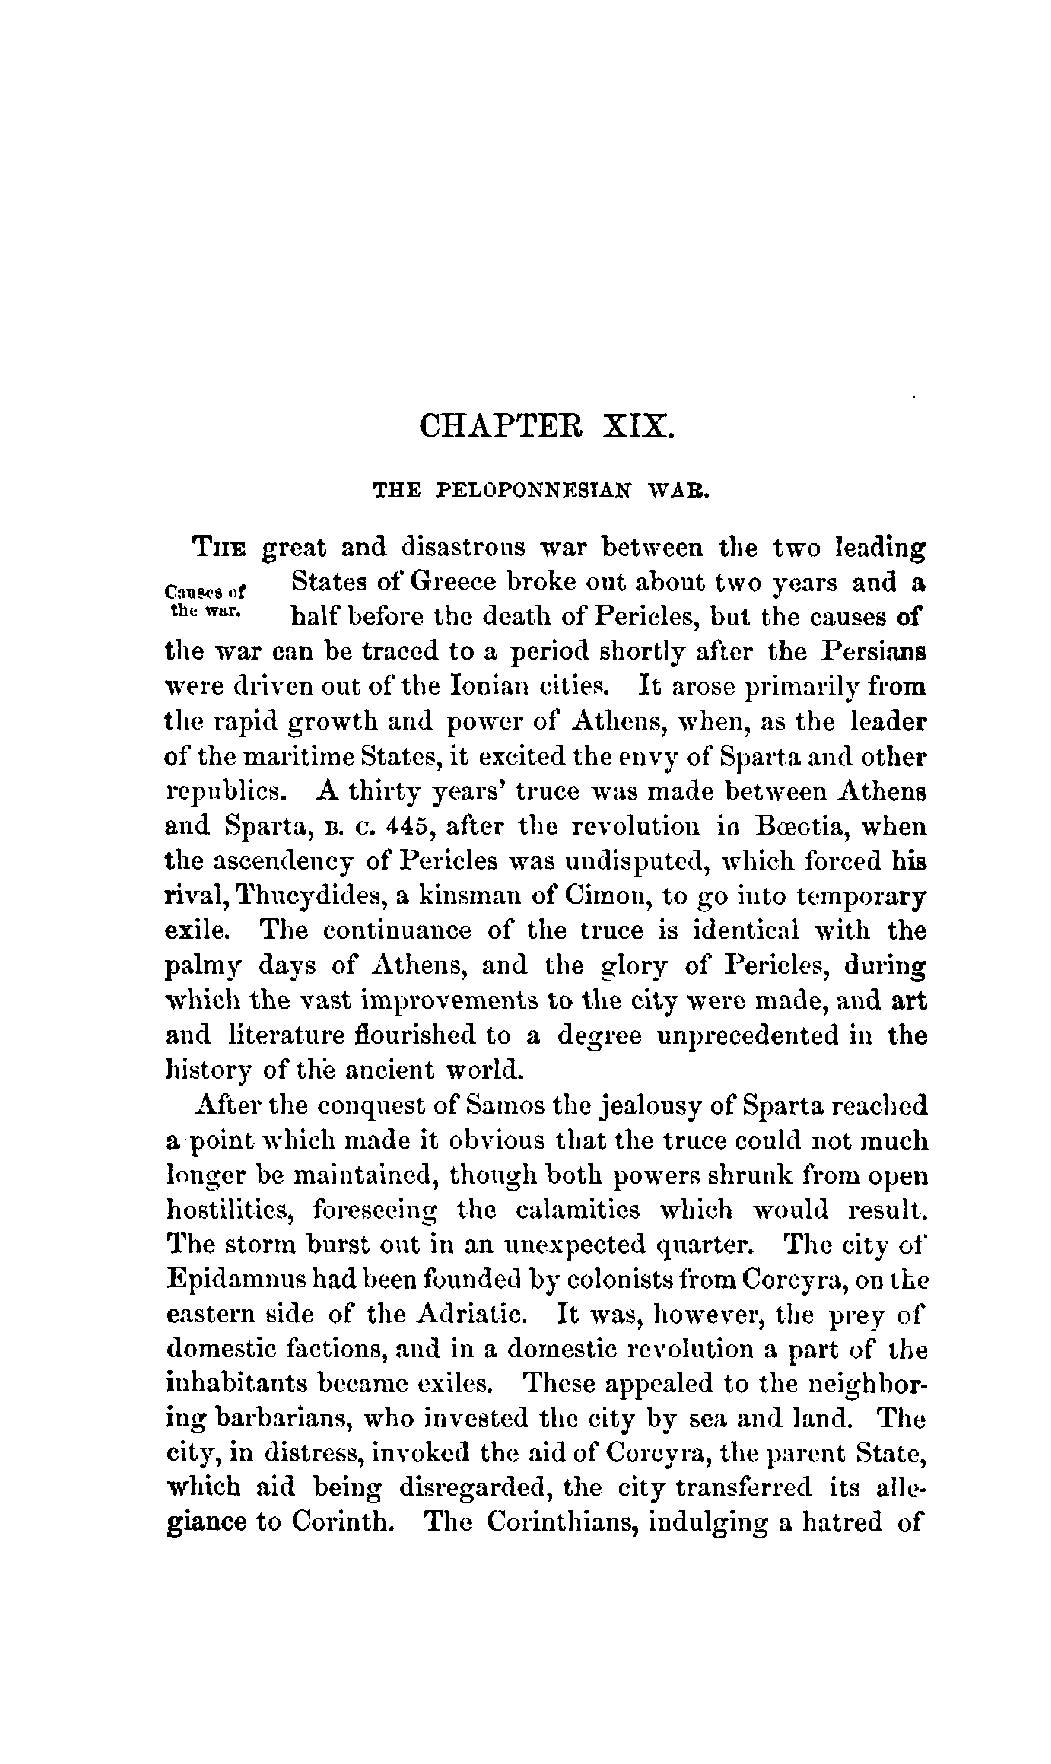 CHAPTER XIX.
THE PELOPONNESIAN WAR.
THE great and disastrous war between the two leading
Causes of
the war.
States of Greece broke out about two years and a
half before the death of Pericles, but the causes of
the war can be traced to a period shortly after the Persians
were driven out of the Ionian cities. It arose primarily from
the rapid growth and power of Athens, when, as the leader
of the maritime States, it excited the envy of Sparta and other
republics. A thirty years' truce was made between Athens
and Sparta, B. C. 445, after the revolution in Bœotia, when
the ascendency of Pericles was undisputed, which forced his
rival, Thucydides, a kinsman of Cimon, to go into temporary
exile. The continuance of the truce is identical with the
palmy days of Athens, and the glory of Pericles, during
which the vast improvements to the city were made, and art
and literature flourished to a degree unprecedented in the
history of the ancient world.
After the conquest of Samos the jealousy of Sparta reached
a point which made it obvious that the truce could not much
longer be maintained, though both powers shrunk from open
hostilities, foreseeing the calamities which would result.
The storm burst out in an unexpected quarter. The city of
Epidamnus had been founded by colonists from Corcyra, on the
eastern side of the Adriatic. It was, however, the prey of
domestic factions, and in a domestic revolution a part of the
inhabitants became exiles. These appealed to the neighbor-
ing barbarians, who invested the city by sea and land. The
city, in distress, invoked the aid of Corcyra, the parent State,
which aid being disregarded, the city transferred its alle-
giance to Corinth. The Corinthians, indulging a hatred of